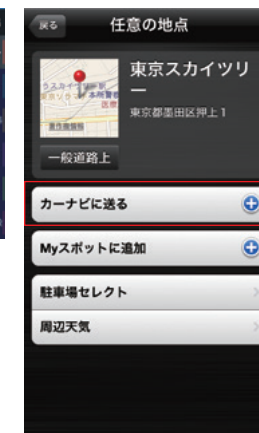 戻る
任意の地点
東京スカイツリ
ー
東京都墨田区押上1
一般道路上
カーナビに送る
Myスポットに追加
駐車場セレクト
周辺天気